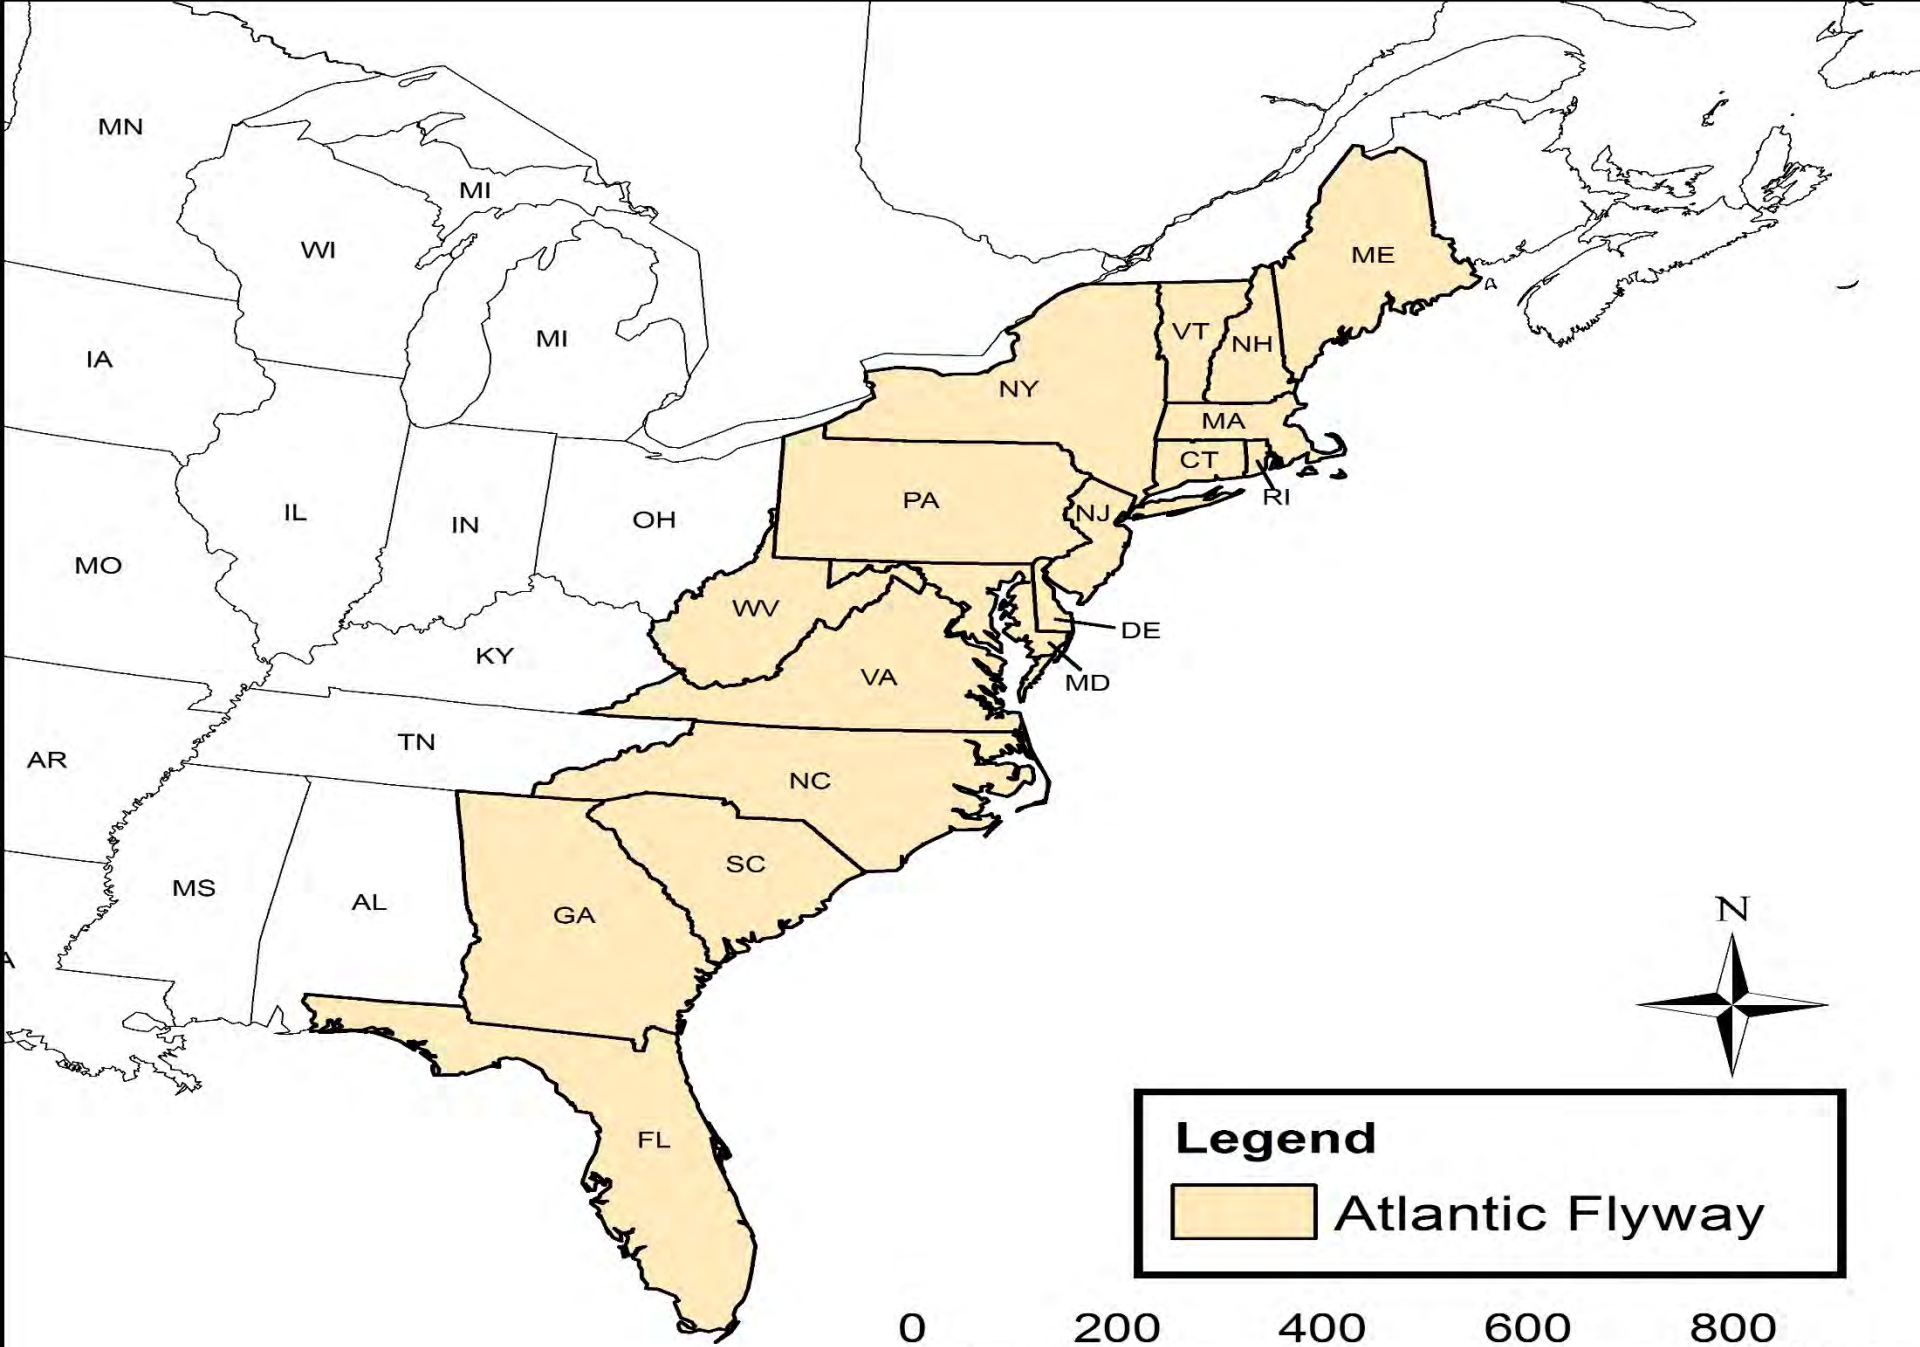 MN
MI
WI
MI
ME
IA
VT
NH
NY
MA
CT
RI
PA
NJ
IL
IN
OH
MO
WV
DE
KY
VA
MD
TN
AR
NC
SC
MS
AL
GA
A
N
FL
Legend
Atlantic Flyway
0 200 400 600 800